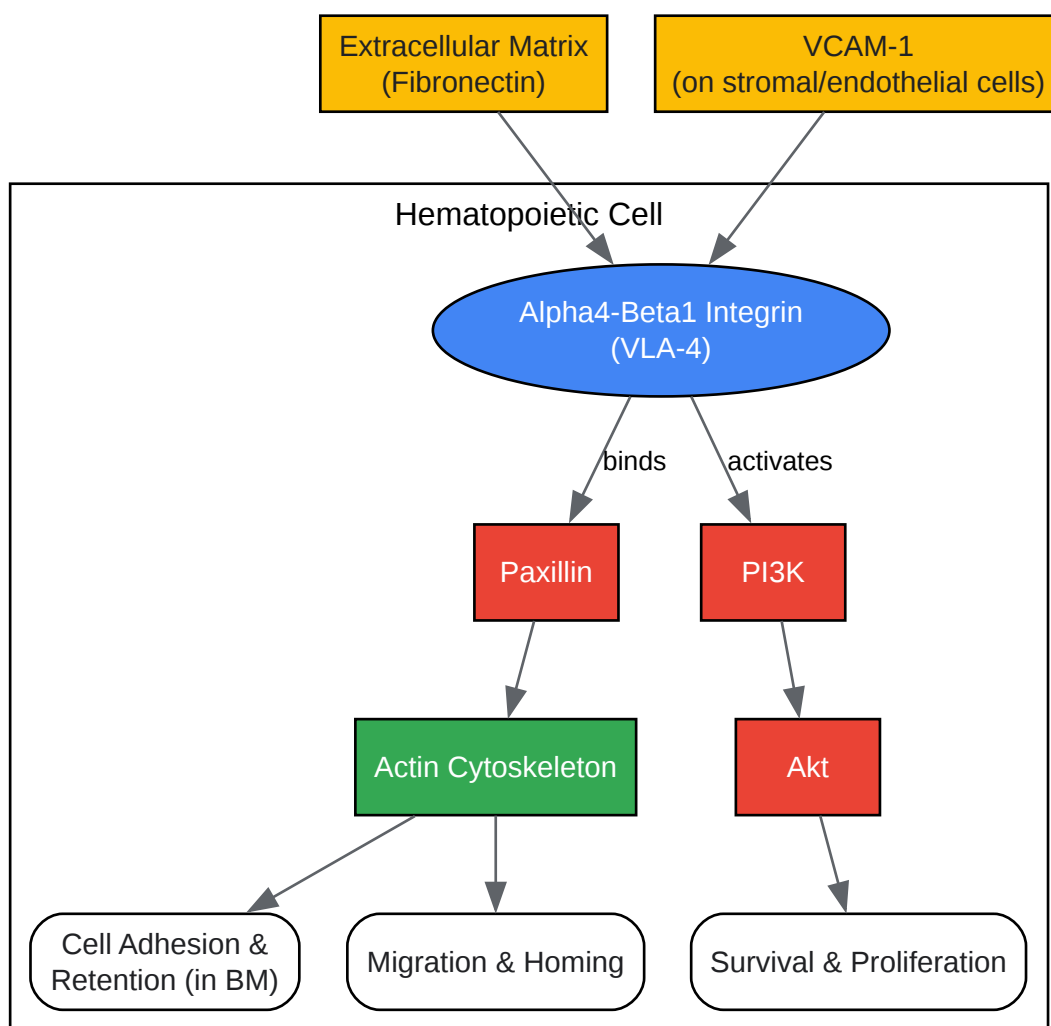 Extracellular Matrix
(Fibronectin)
VCAM-1
(on stromal/endothelial cells)
Hematopoietic Cell
Alpha4-Beta1 Integrin
(VLA-4)
binds
activates
Paxillin
PI3K
Actin Cytoskeleton
Akt
Cell Adhesion &
Retention (in BM)
Migration & Homing
Survival & Proliferation